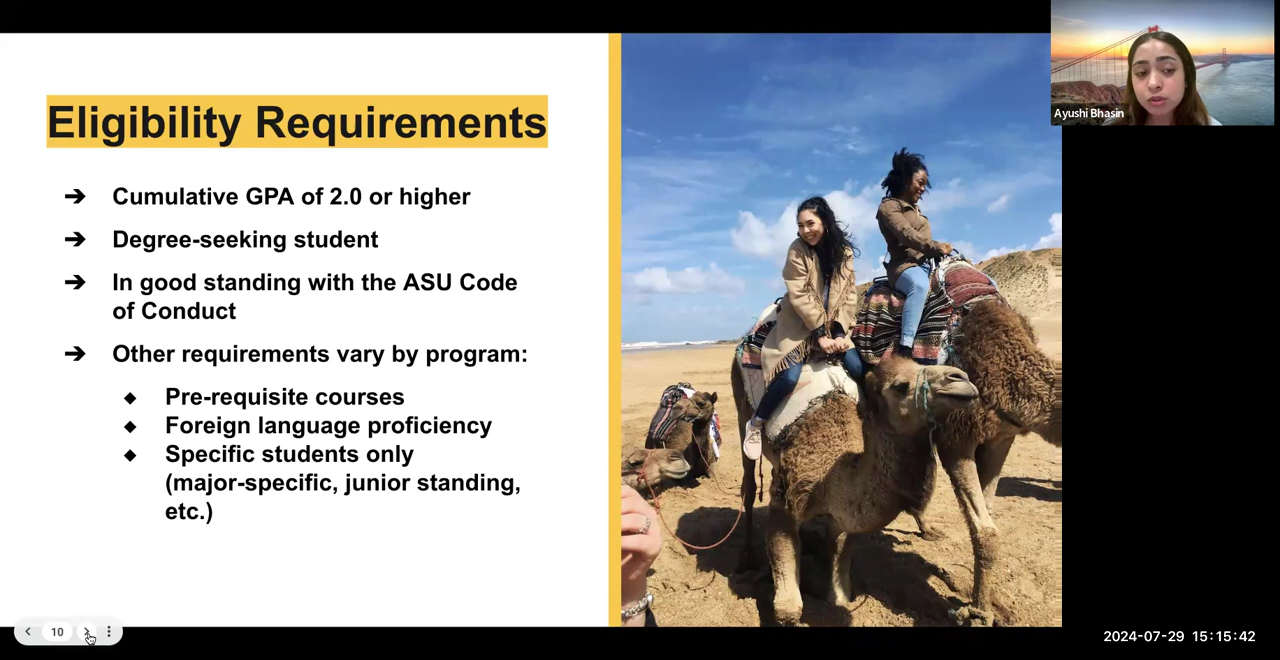 Eligibility Requirements
➔ Cumulative GPA of 2.0 or higher
➔ Degree-seeking student
➔ In good standing with the ASU Code
of Conduct
➔ Other requirements vary by program:
◆ Pre-requisite courses
◆ Foreign language proficiency
◆ Specific students only
(major-specific, junior standing,
etc.)
Ayushi Bhasin
10
2024-07-29 15:15:42